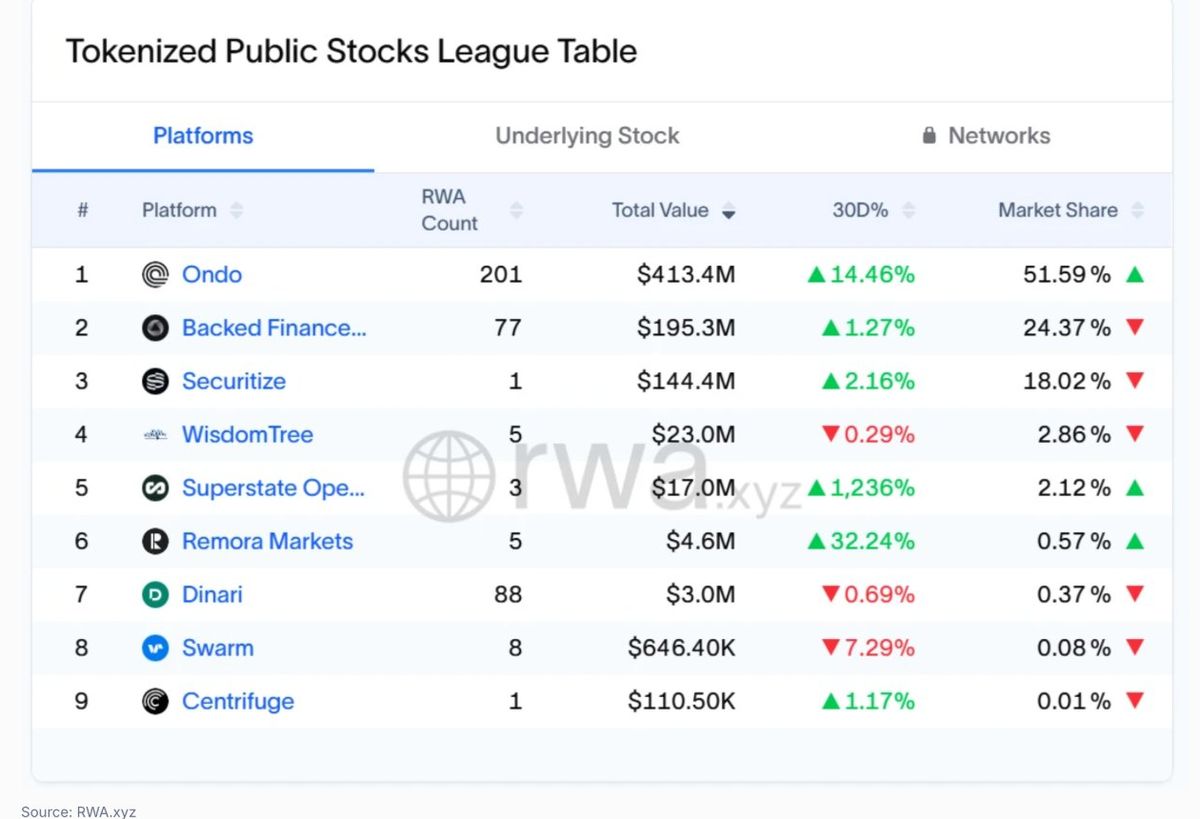 Tokenized Public Stocks League Table
Platforms Underlying Stock Networks
# Platform RWA Count Total Value 30D% Market Share
1 Ondo 201 $413.4M ▲14.46% 51.59% ▲
2 Backed Finance... 77 $195.3M ▲1.27% 24.37% ▼
3 Securitize 1 $144.4M ▲2.16% 18.02% ▼
4 WisdomTree 5 $23.0M ▼0.29% 2.86% ▼
5 Superstate Ope... 3 $17.0M ▲1,236% 2.12% ▲
6 Remora Markets 5 $4.6M ▲32.24% 0.57% ▲
7 Dinari 88 $3.0M ▼0.69% 0.37% ▼
8 Swarm 8 $646.40K ▼7.29% 0.08% ▼
9 Centrifuge 1 $110.50K ▲1.17% 0.01% ▼
rwa.xyz
Source: RWA.xyz